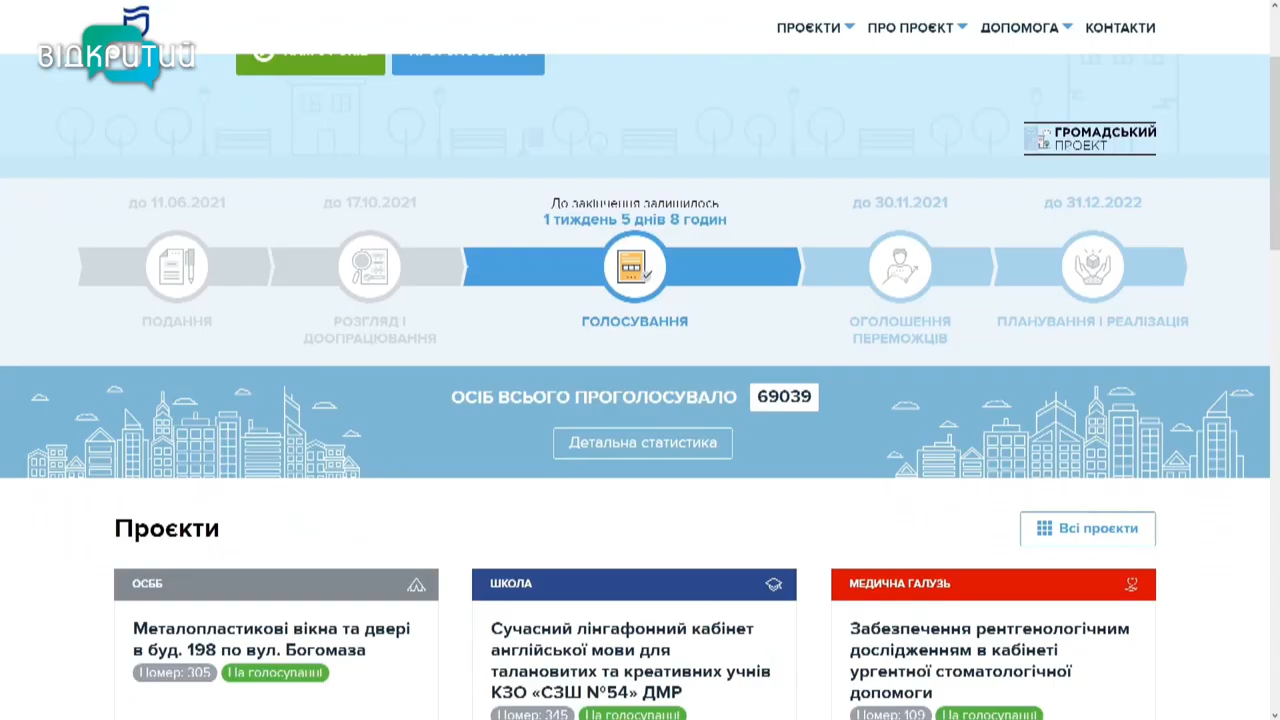 ПРОЄКТИ ПРО ПРОЄКТ ДОПОМОГА КОНТАКТИ
ВІДКРИТИЙ
ГРОМАДСЬКИЙ
ПРОЕКТ
до 11.06.2021 до 17.10.2021 До закінчення залишилось до 30.11.2021 до 31.12.2022
1 тиждень 5 днів 8 годин
ПОДАННЯ РОЗГЛЯД І ГОЛОСУВАННЯ ОГОЛОШЕННЯ ПЛАНУВАННЯ І РЕАЛІЗАЦІЯ
ДООПРАЦЮВАННЯ ПЕРЕМОЖЦІВ
ОСІБ ВСЬОГО ПРОГОЛОСУВАЛО 69039
Детальна статистика
Проєкти
Всі проєкти
ОСББ
Металопластикові вікна та двері
в буд. 198 по вул. Богомаза
Номер: 305 На голосуванні
ШКОЛА
Сучасний лінгафонний кабінет
англійської мови для
талановитих та креативних учнів
КЗО «СЗШ №54» ДМР
Номер: 345 На голосуванні
МЕДИЧНА ГАЛУЗЬ
Забезпечення рентгенологічним
дослідженням в кабінеті
ургентної стоматологічної
допомоги
Номер: 109 На голосуванні